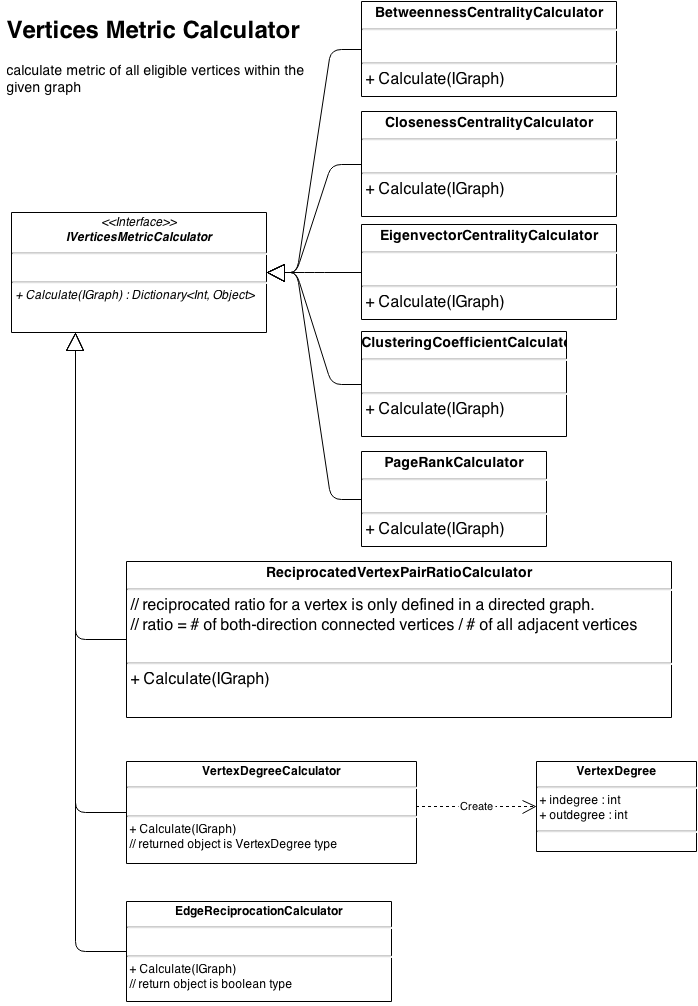 Vertices Metric Calculator
calculate metric of all eligible vertices within the
given graph
BetweennessCentralityCalculator
+ Calculate(IGraph)
ClosenessCentralityCalculator
+ Calculate(IGraph)
<<Interface>>
IVerticesMetricCalculator
+ Calculate(IGraph) : Dictionary<Int, Object>
EigenvectorCentralityCalculator
+ Calculate(IGraph)
ClusteringCoefficientCalculato
+ Calculate(IGraph)
PageRankCalculator
+ Calculate(IGraph)
ReciprocatedVertexPairRatioCalculator
// reciprocated ratio for a vertex is only defined in a directed graph.
// ratio = # of both-direction connected vertices / # of all adjacent vertices
+ Calculate(IGraph)
VertexDegreeCalculator
+ Calculate(IGraph)
// returned object is VertexDegree type
Create
VertexDegree
+ indegree : int
+ outdegree : int
EdgeReciprocationCalculator
+ Calculate(IGraph)
// return object is boolean type